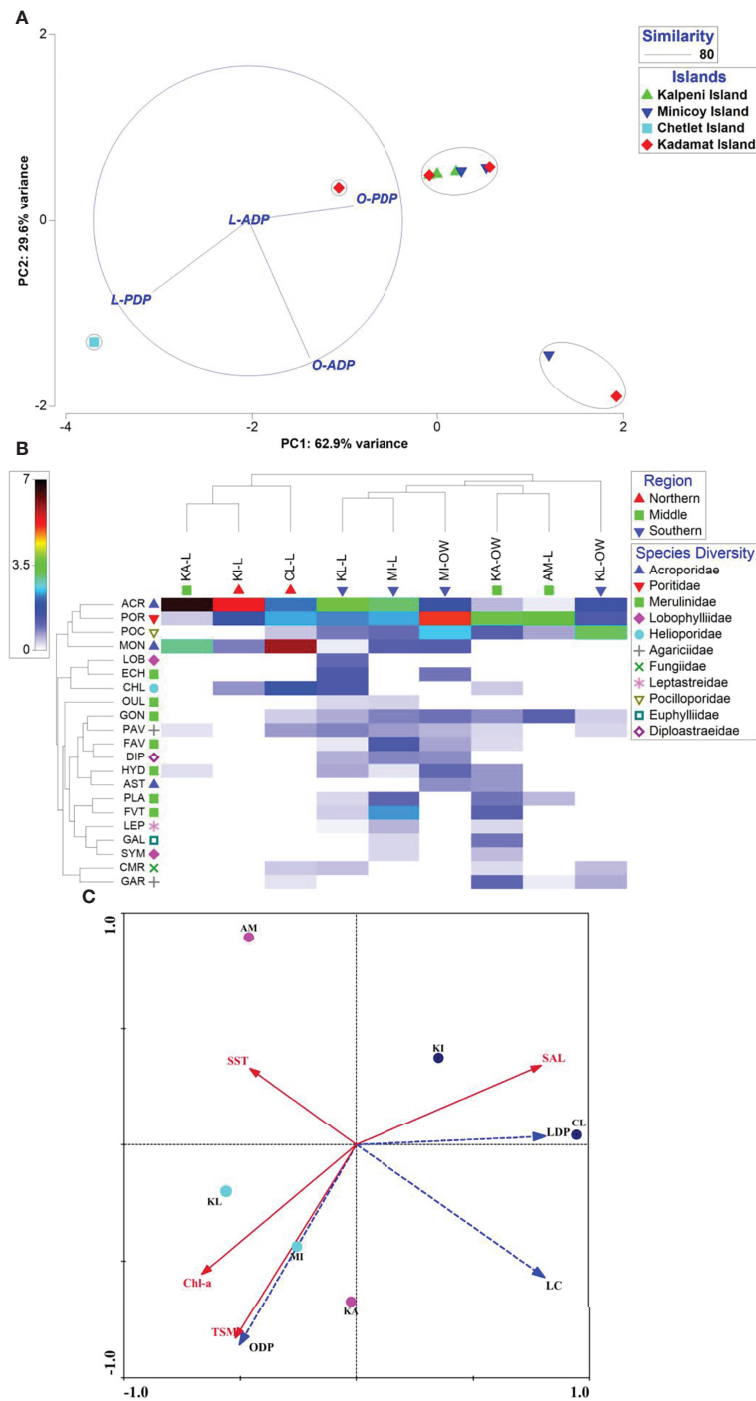 A
2
0
-2
PC2: 29.6% variance
-4
-2
0
2
PC1: 62.9% variance
L-ADP
O-PDP
L-PDP
O-ADP
Similarity
80
Islands
Kalpeni Island
Minicoy Island
Chetlet Island
Kadamat Island
B
7
3.5
0
KA-L
KI-L
CL-L
KL-L
MI-L
MI-OW
KA-OW
AM-L
KL-OW
ACR
POR
POC
MON
LOB
ECH
CHL
OUL
GON
PAV
FAV
DIP
HYD
AST
PLA
FVT
LEP
GAL
SYM
CMR
GAR
Region
Northern
Middle
Southern
Species Diversity
Acroporidae
Poritidae
Merulinidae
Lobophylliidae
Helioporidae
Agariciidae
Fungiidae
Leptastreidae
Pocilloporidae
Euphylliidae
Diploastraeidae
C
1.0
AM
SST
KI
SAL
CL
LDP
KL
MI
Chl-a
LC
KA
TSM
ODP
-1.0
-1.0
1.0